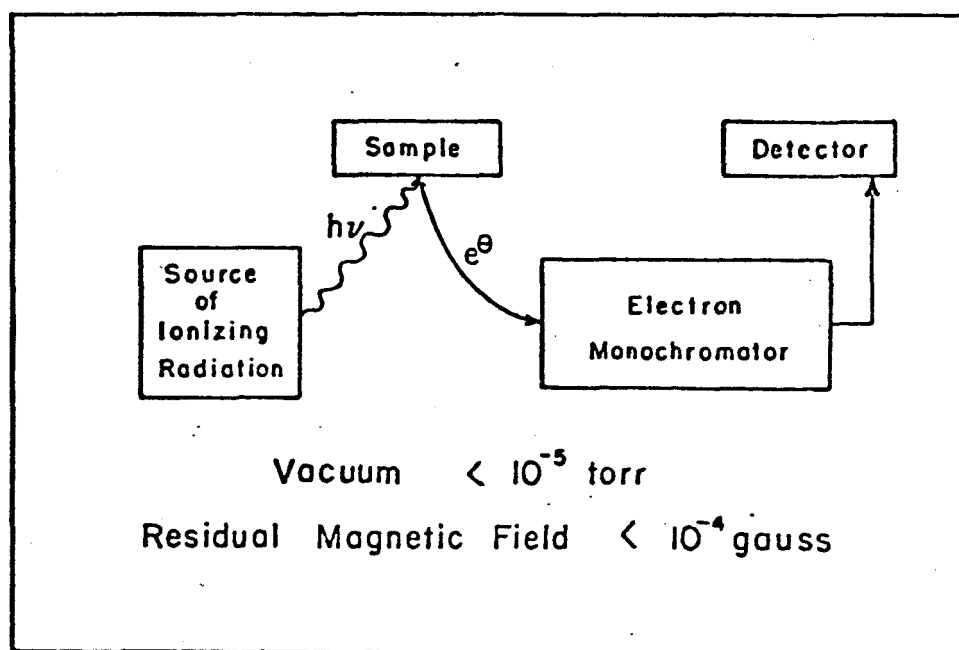 Sample
Detector
hν
e⊖
Source
of
Ionizing
Radiation
Electron
Monochromator
Vacuum < 10⁻⁵ torr
Residual Magnetic Field < 10⁻⁴ gauss